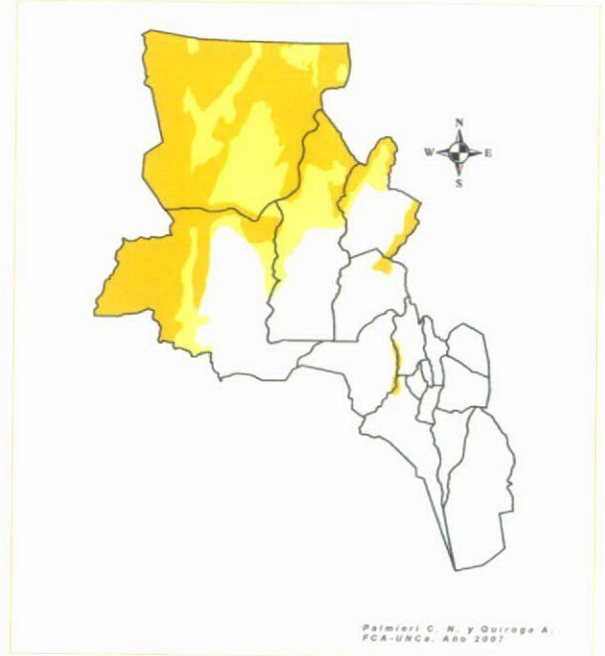 N
W E
S
Palmieri C. N. y Quiroga A.
FCA-UNCa. Año 2007